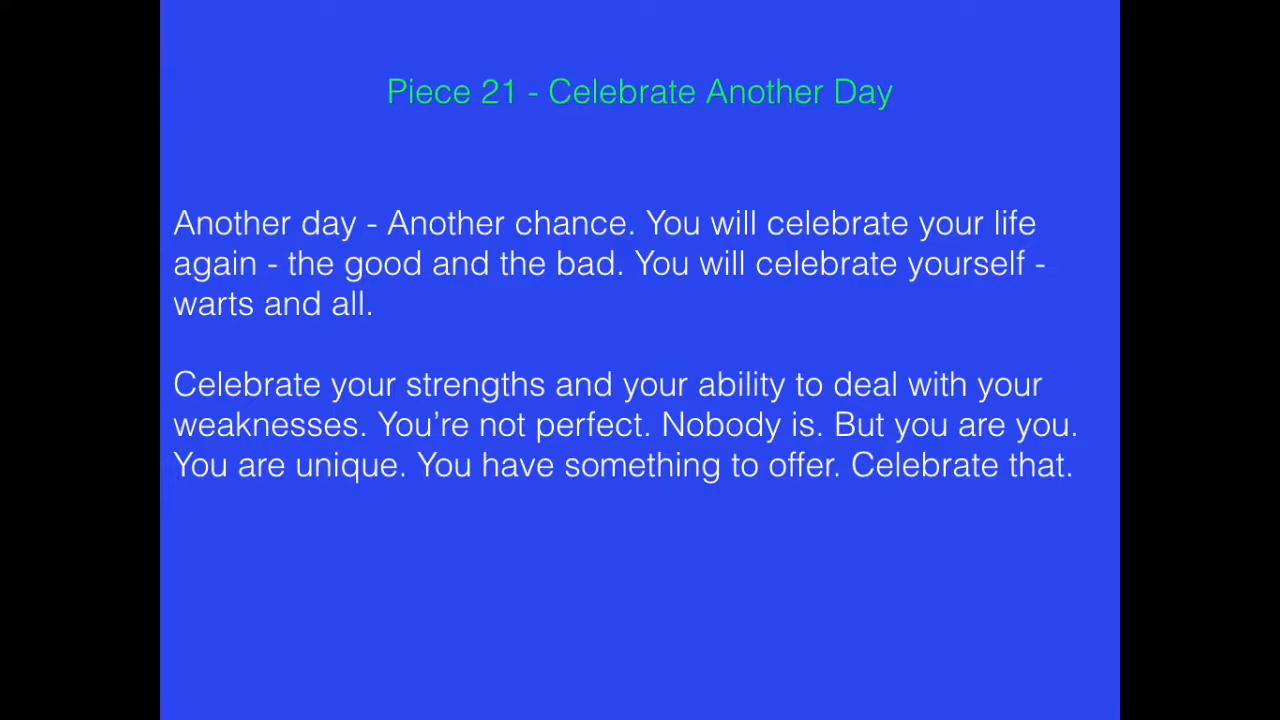 Piece 21 - Celebrate Another Day
Another day - Another chance. You will celebrate your life
again - the good and the bad. You will celebrate yourself -
warts and all.
Celebrate your strengths and your ability to deal with your
weaknesses. You’re not perfect. Nobody is. But you are you.
You are unique. You have something to offer. Celebrate that.